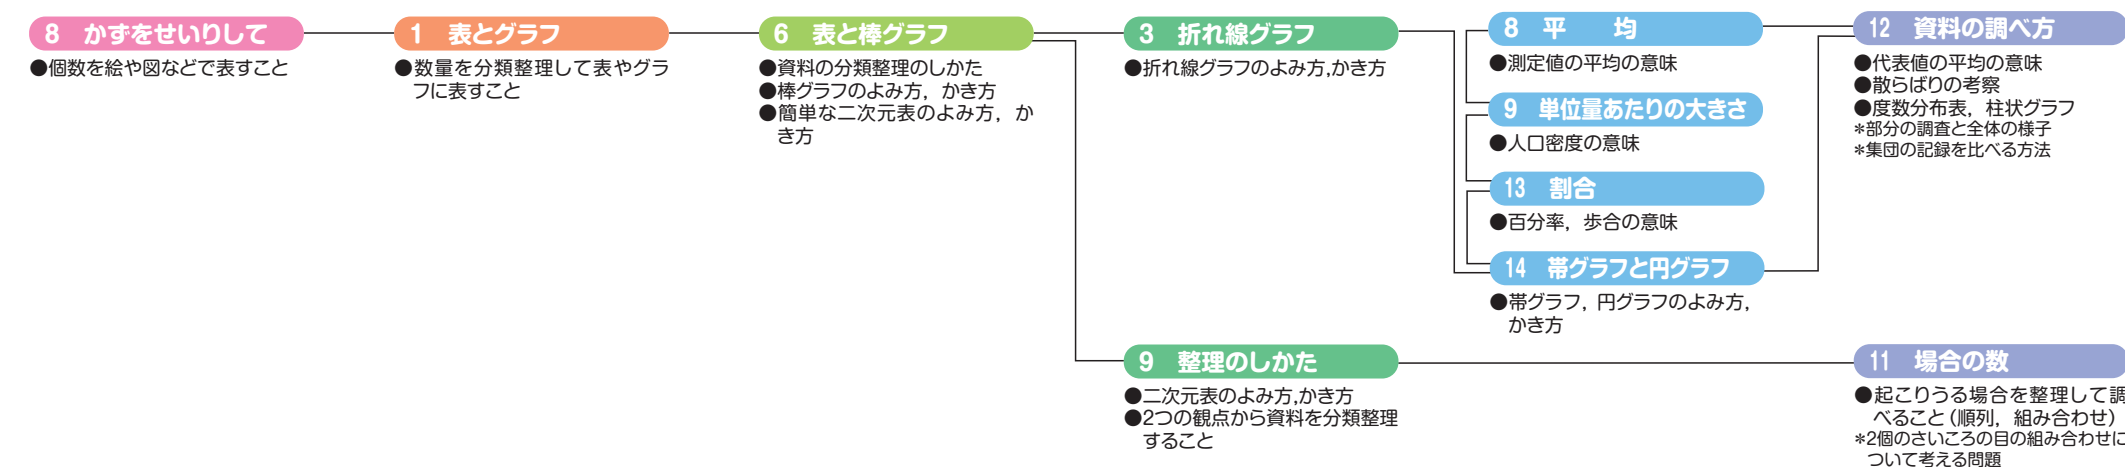 8 かずをせいりして
●個数を絵や図などで表すこと
1 表とグラフ
●数量を分類整理して表やグラ
フに表すこと
6 表と棒グラフ
●資料の分類整理のしかた
●棒グラフのよみ方，かき方
●簡単な二次元表のよみ方，か
き方
3 折れ線グラフ
●折れ線グラフのよみ方,かき方
9 整理のしかた
●二次元表のよみ方,かき方
●2つの観点から資料を分類整理
すること
8 平　均
●測定値の平均の意味
9 単位量あたりの大きさ
●人口密度の意味
13 割合
●百分率，歩合の意味
14 帯グラフと円グラフ
●帯グラフ，円グラフのよみ方，
かき方
12 資料の調べ方
●代表値の平均の意味
●散らばりの考察
●度数分布表，柱状グラフ
*部分の調査と全体の様子
*集団の記録を比べる方法
11 場合の数
●起こりうる場合を整理して調
べること（順列，組み合わせ）
*2個のさいころの目の組み合わせに
ついて考える問題